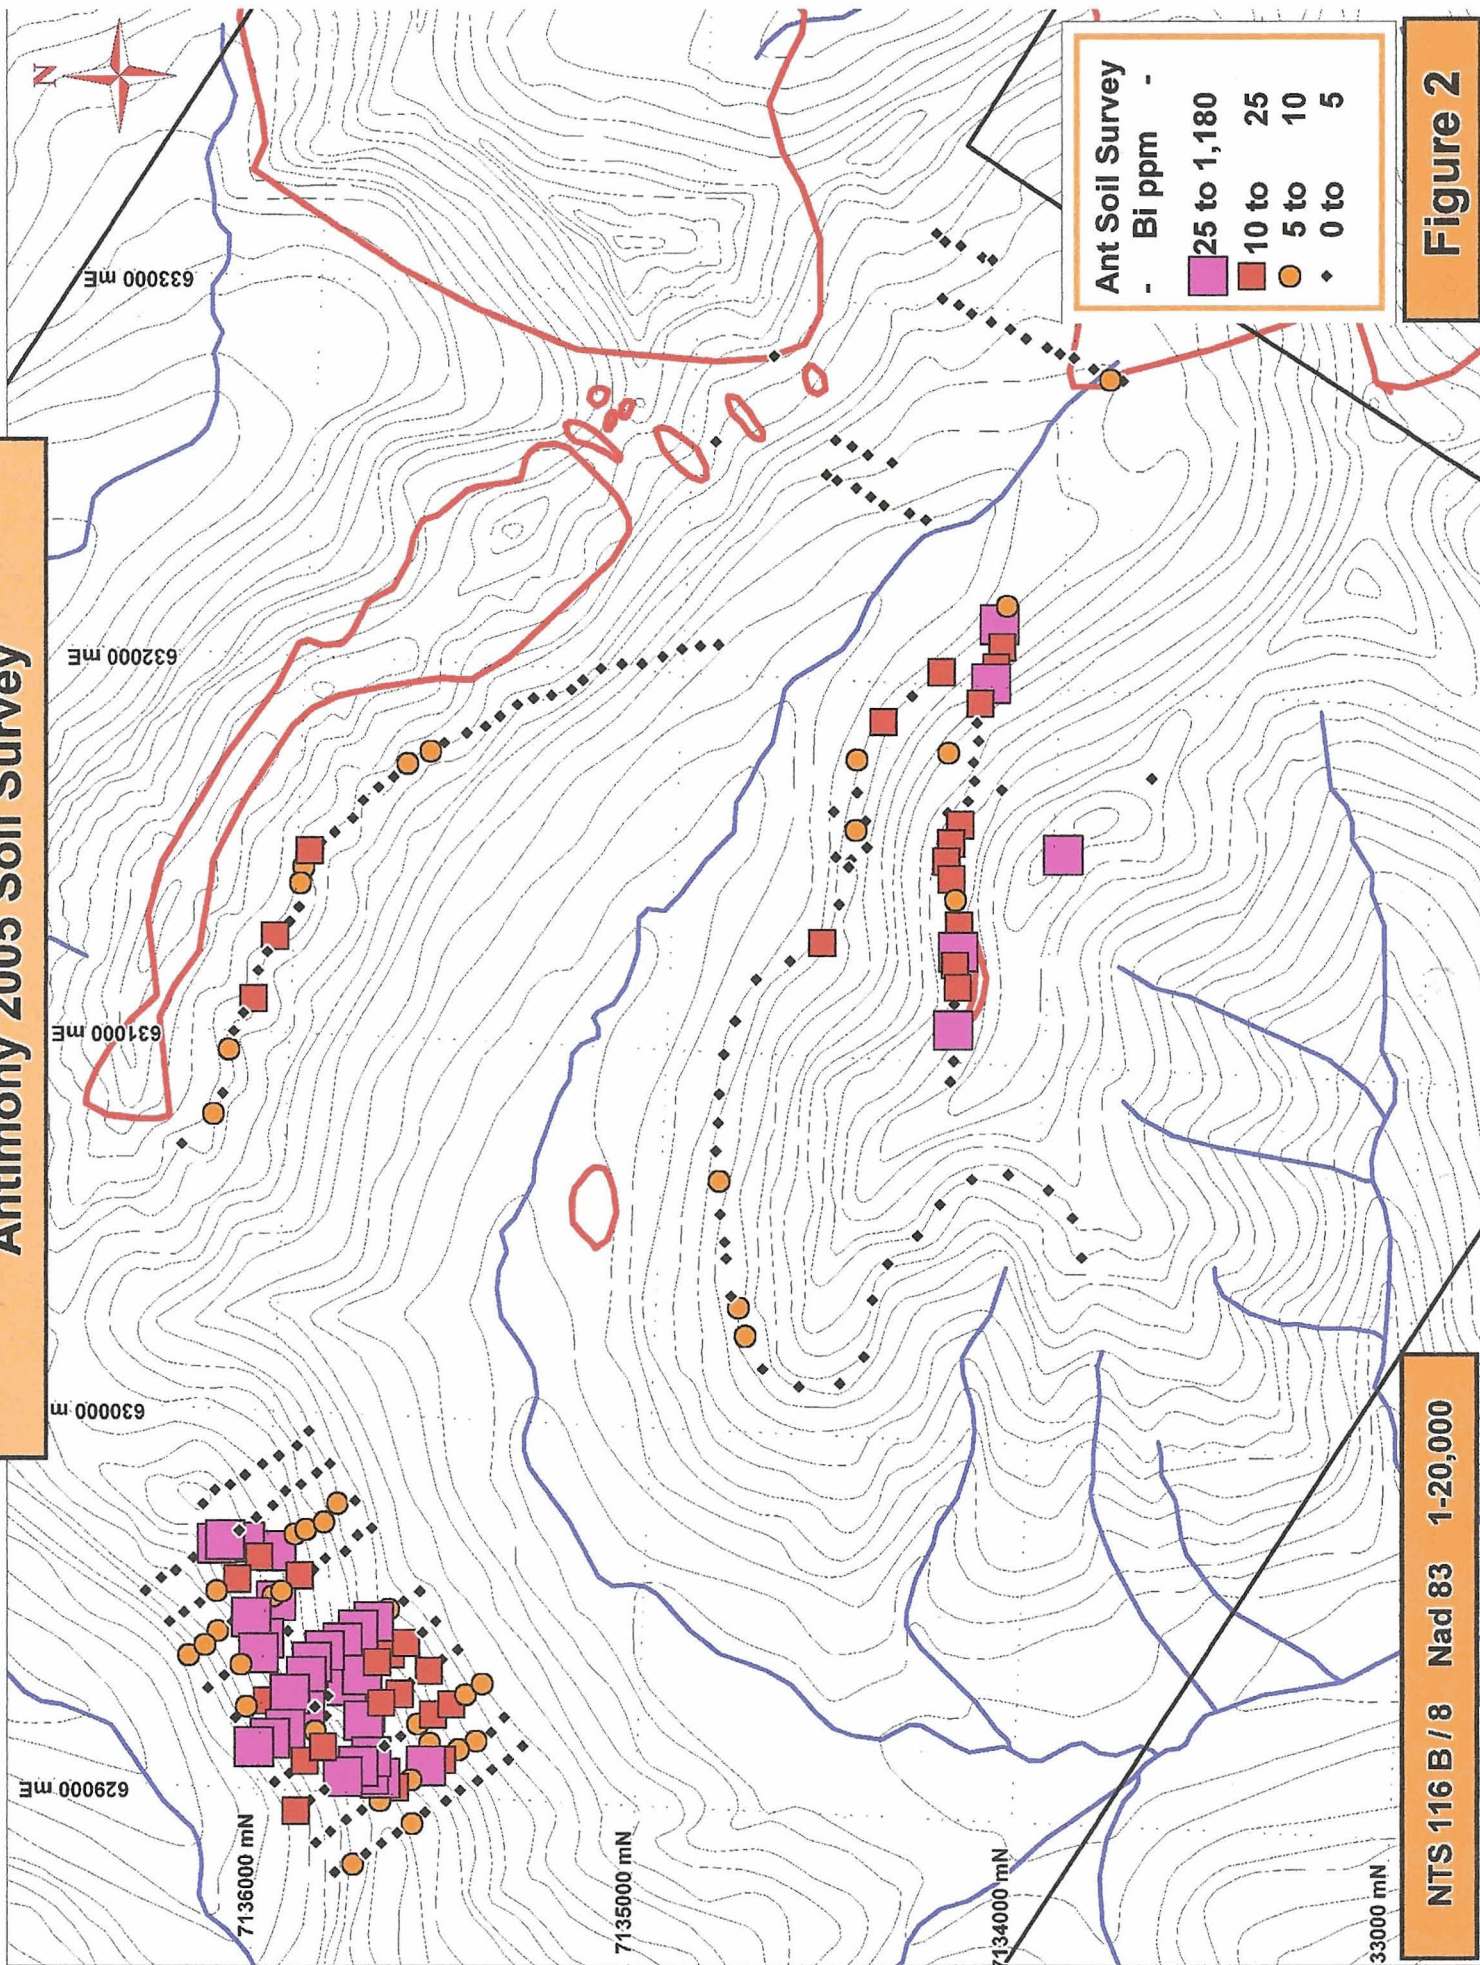 Antimony 2005 Soil Survey
N
633000 mE
632000 mE
631000 mE
630000 m
629000 mE
7136000 mN
7135000 mN
7134000 mN
33000 mN
Ant Soil Survey
- Bi ppm -
25 to 1,180
10 to 25
5 to 10
0 to 5
Figure 2
NTS 116 B / 8 Nad 83 1-20,000